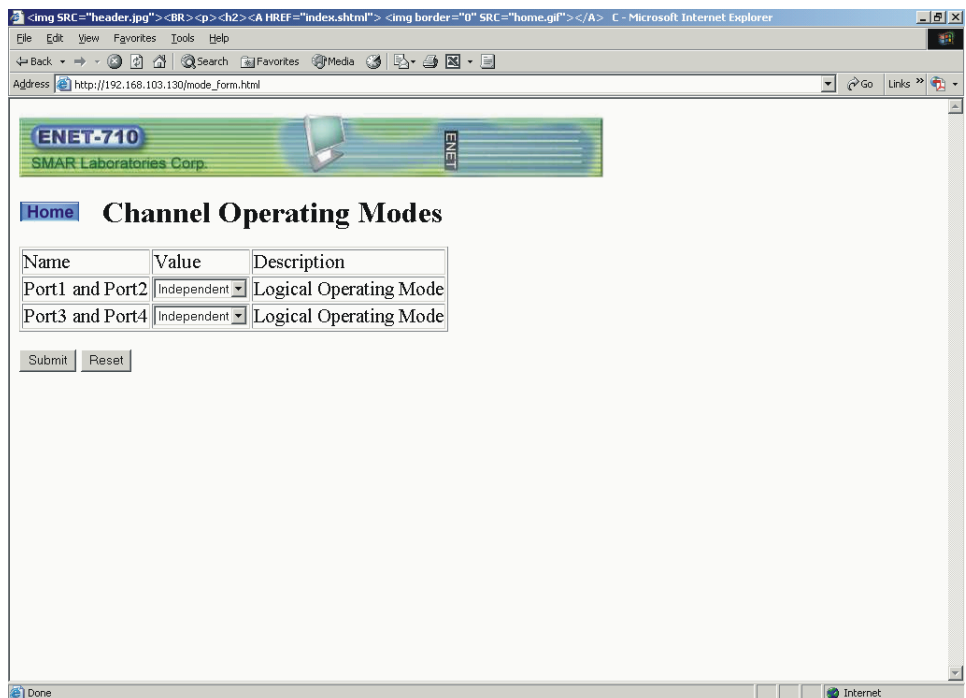 <img SRC="header.jpg"><BR><p><h2><A HREF="index.shtml"> <img border="0" SRC="home.gif"></A> C - Microsoft Internet Explorer
File Edit View Favorites Tools Help
Back Search Favorites Media
Address http://192.168.103.130/mode_form.html Go Links »
ENET-710
SMAR Laboratories Corp.
ENET
Home Channel Operating Modes
Name Value Description
Port1 and Port2 Independent Logical Operating Mode
Port3 and Port4 Independent Logical Operating Mode
Submit Reset
Done Internet